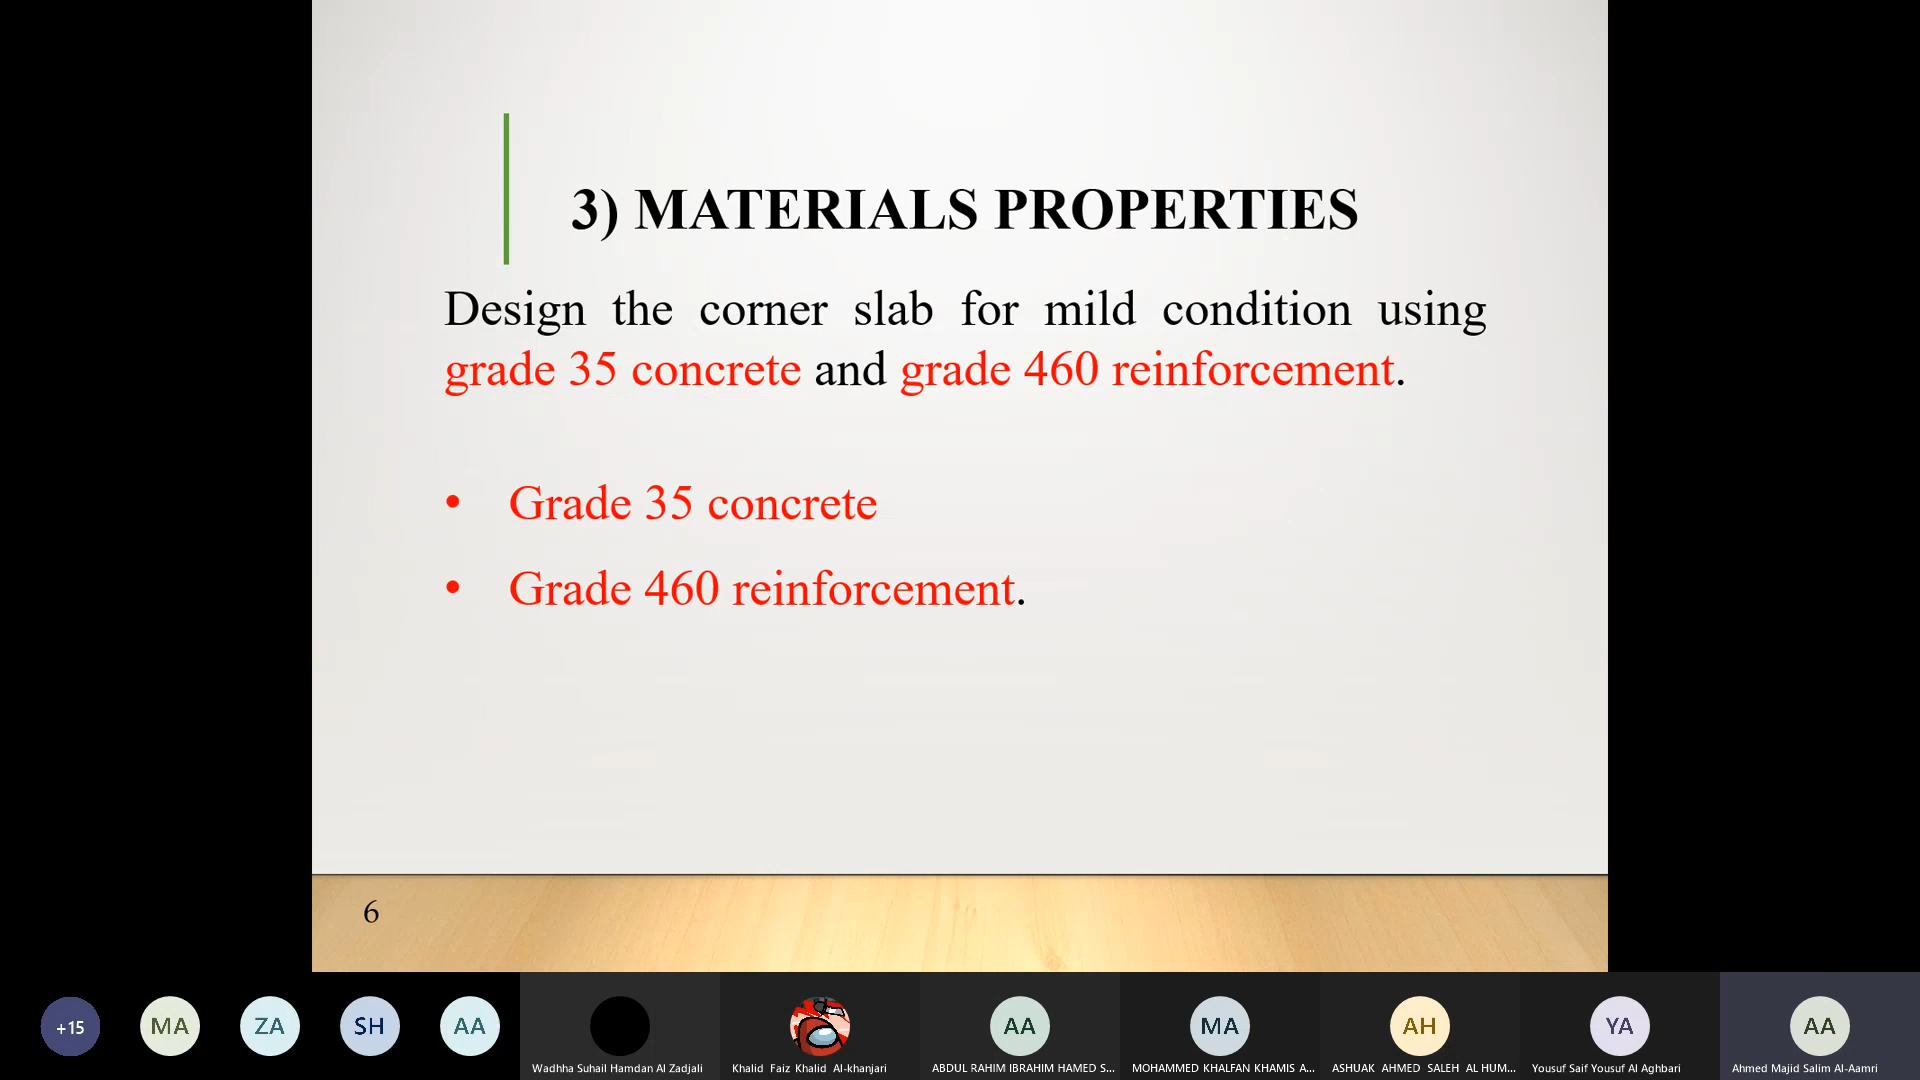 3) MATERIALS PROPERTIES
Design the corner slab for mild condition using
grade 35 concrete and grade 460 reinforcement.
• Grade 35 concrete
• Grade 460 reinforcement.
6
+15
MA
ZA
SH
AA
AA
MA
AH
YA
AA
Wadhha Suhail Hamdan Al Zadjali
Khalid Faiz Khalid Al-khanjari
ABDUL RAHIM IBRAHIM HAMED S...
MOHAMMED KHALFAN KHAMIS A...
ASHUAK AHMED SALEH AL HUM...
Yousuf Saif Yousuf Al Aghbari
Ahmed Majid Salim Al-Aamri